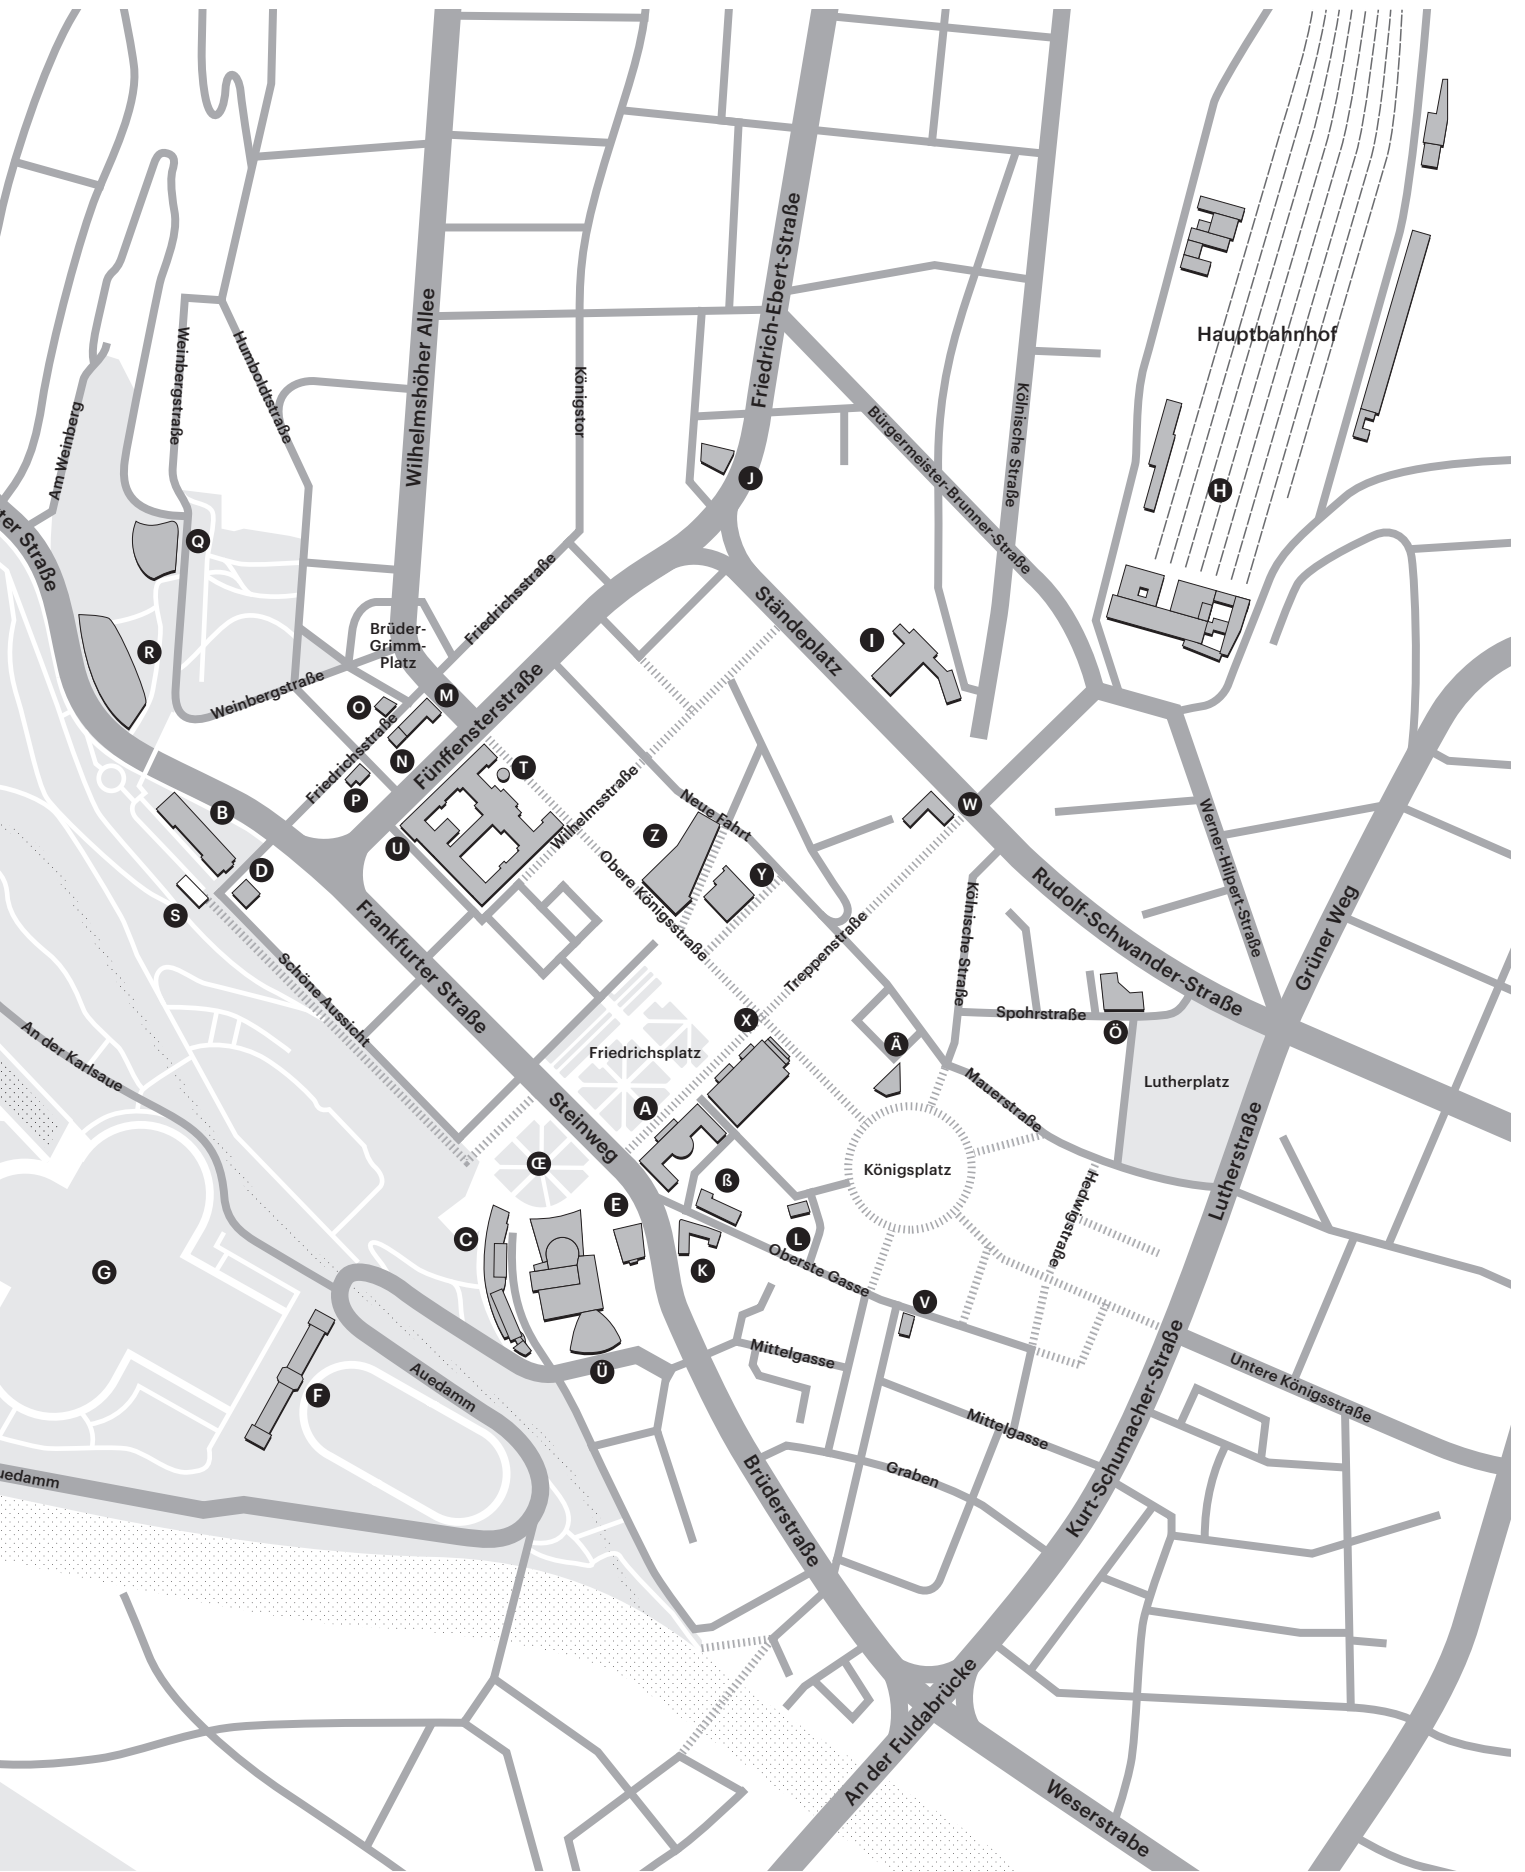 Friedrich-Ebert-Straße
Wilhelmshöher Allee
Hauptbahnhof
Weinbergstraße
Humboldtstraße
Königstor
Kölnische Straße
Am Weinberg
Bürgermeister-Brunner-Straße
J
H
ter Straße
Q
Friedrichsstraße
Ständeplatz
Brüder-
Grimm-
Platz
I
R
Weinbergstraße
M
O
Friedrichsstraße
N
Fünffensterstraße
T
P
Wilhelmsstraße
Neue Fahrt
W
B
Z
U
Werner-Hilpert-Straße
D
Y
Obere Königsstraße
Rudolf-Schwander-Straße
S
Frankfurter Straße
Kölnische Straße
Grüner Weg
Treppenstraße
Schöne Aussicht
Spohrstraße
X
Ö
An der Karlsaue
Friedrichsplatz
Ä
Lutherplatz
Mauerstraße
A
Steinweg
Œ
Königsplatz
Lutherstraße
ß
E
Hedwigstraße
C
L
G
K
Oberste Gasse
V
Mittelgasse
Ü
Untere Königsstraße
Auedamm
F
Kurt-Schumacher-Straße
Mittelgasse
Graben
uedamm
Brüderstraße
An der Fuldabrücke
Weserstrabe